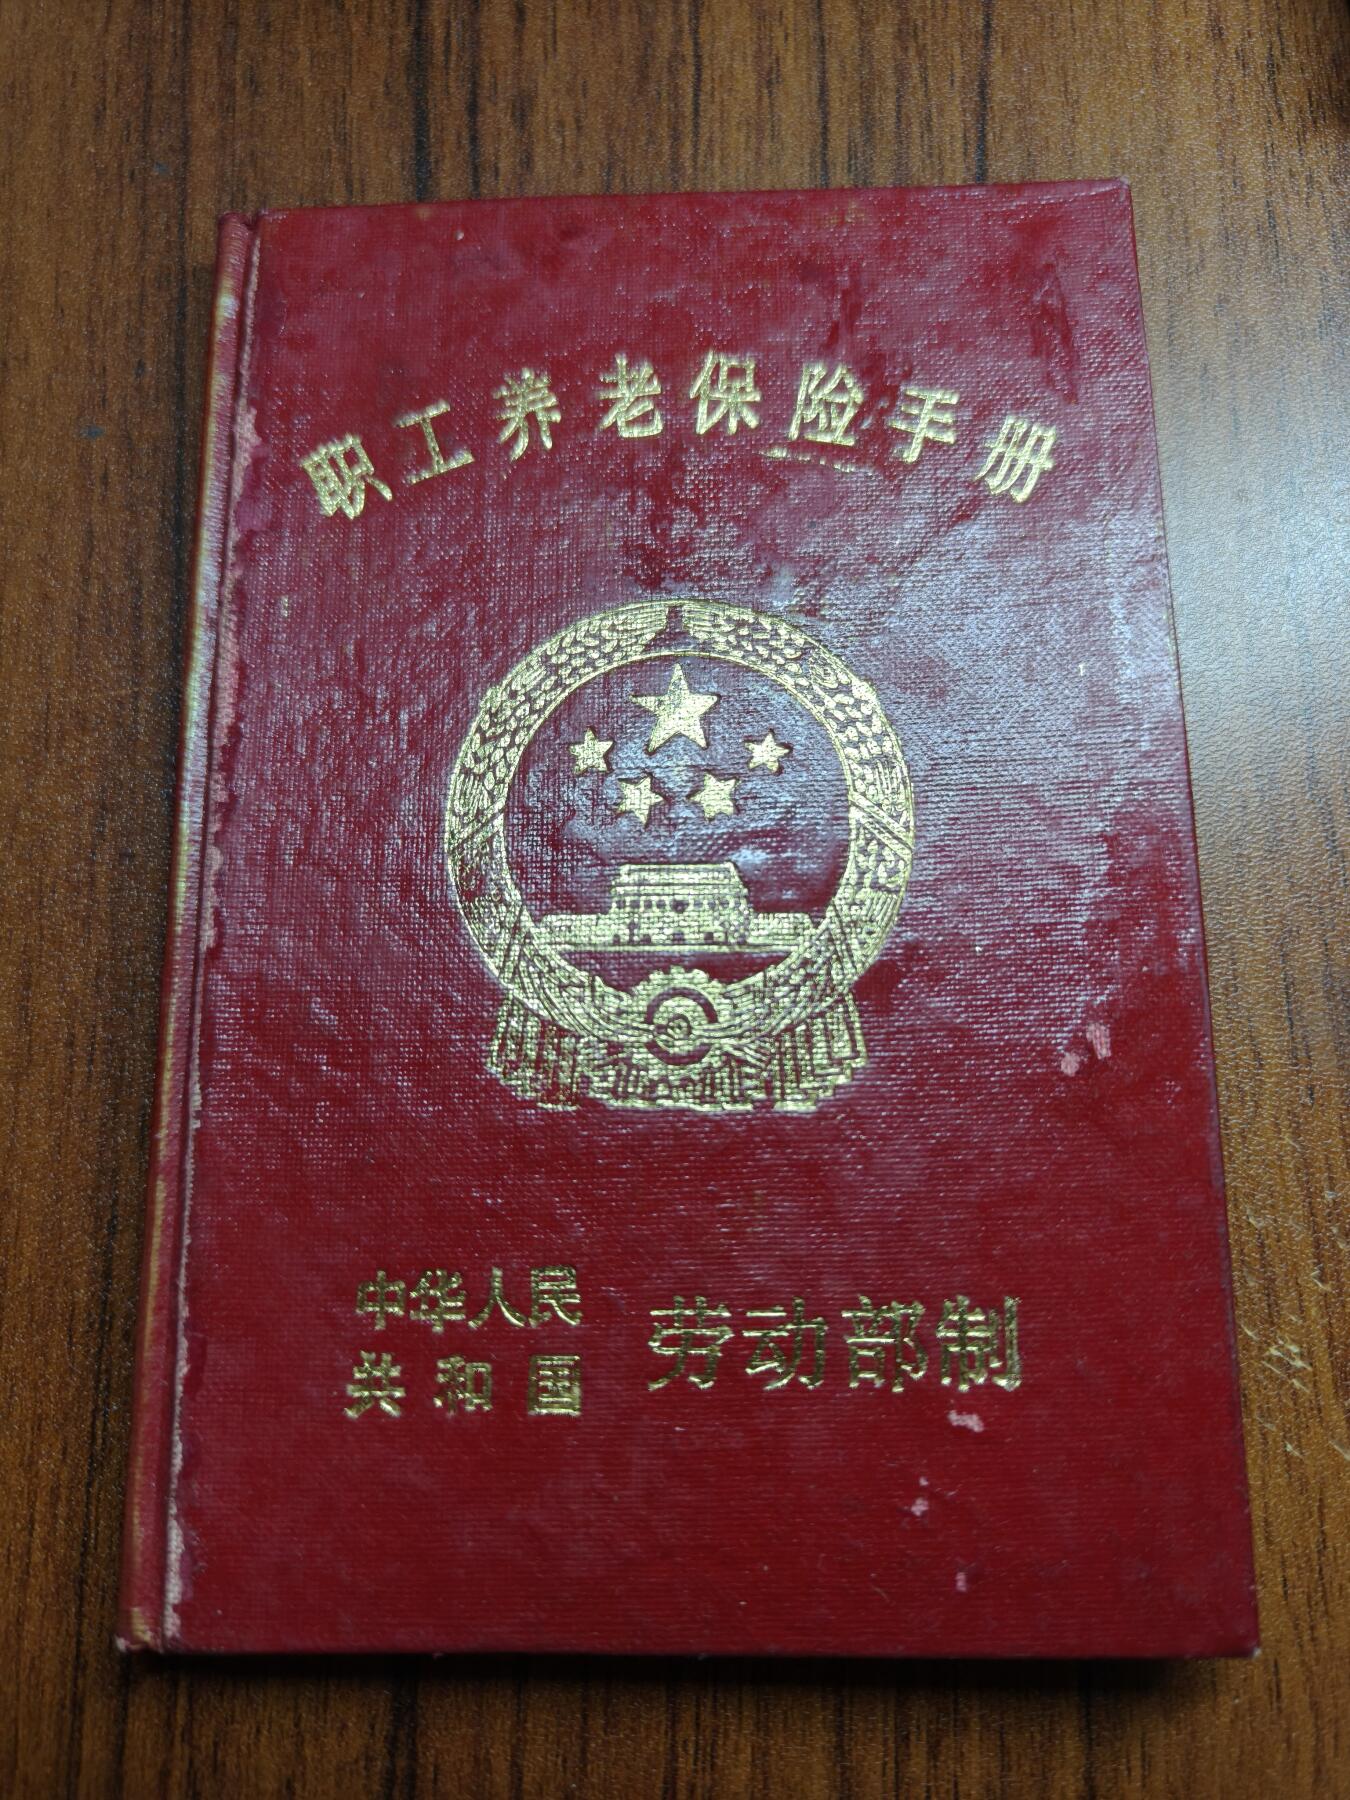 职工养老保险手册
中华人民
共和国
劳动部制